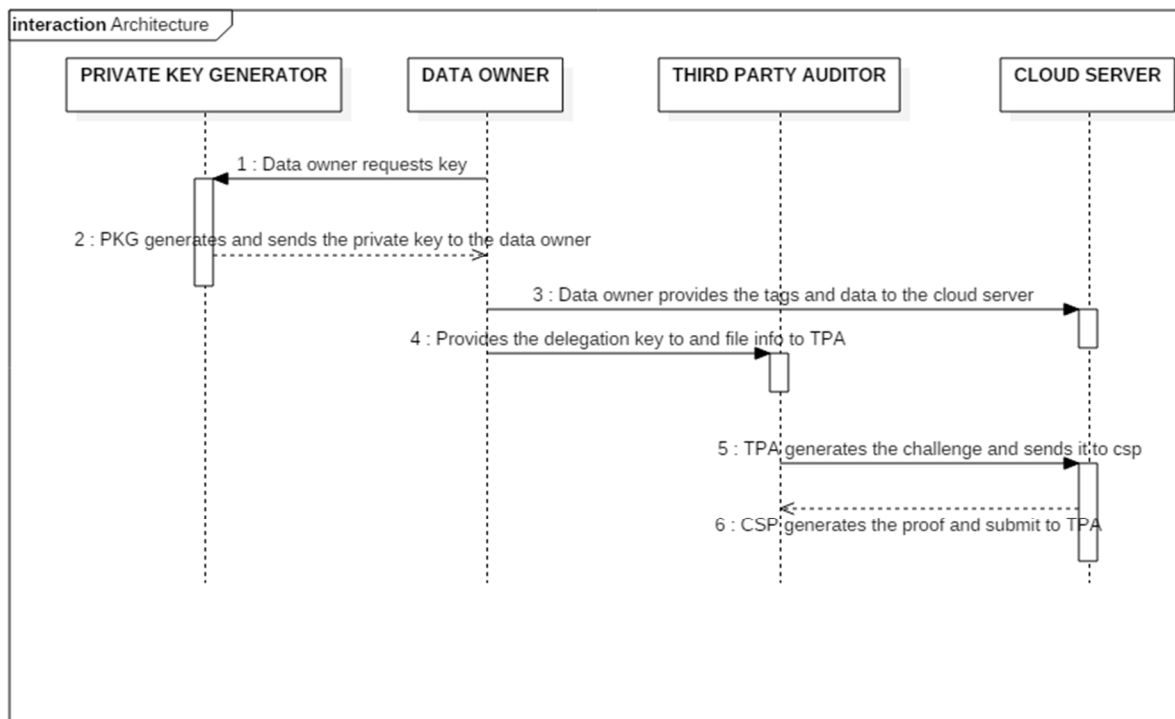 interaction Architecture
PRIVATE KEY GENERATOR
DATA OWNER
THIRD PARTY AUDITOR
CLOUD SERVER
1 : Data owner requests key
2 : PKG generates and sends the private key to the data owner
3 : Data owner provides the tags and data to the cloud server
4 : Provides the delegation key to and file info to TPA
5 : TPA generates the challenge and sends it to csp
6 : CSP generates the proof and submit to TPA